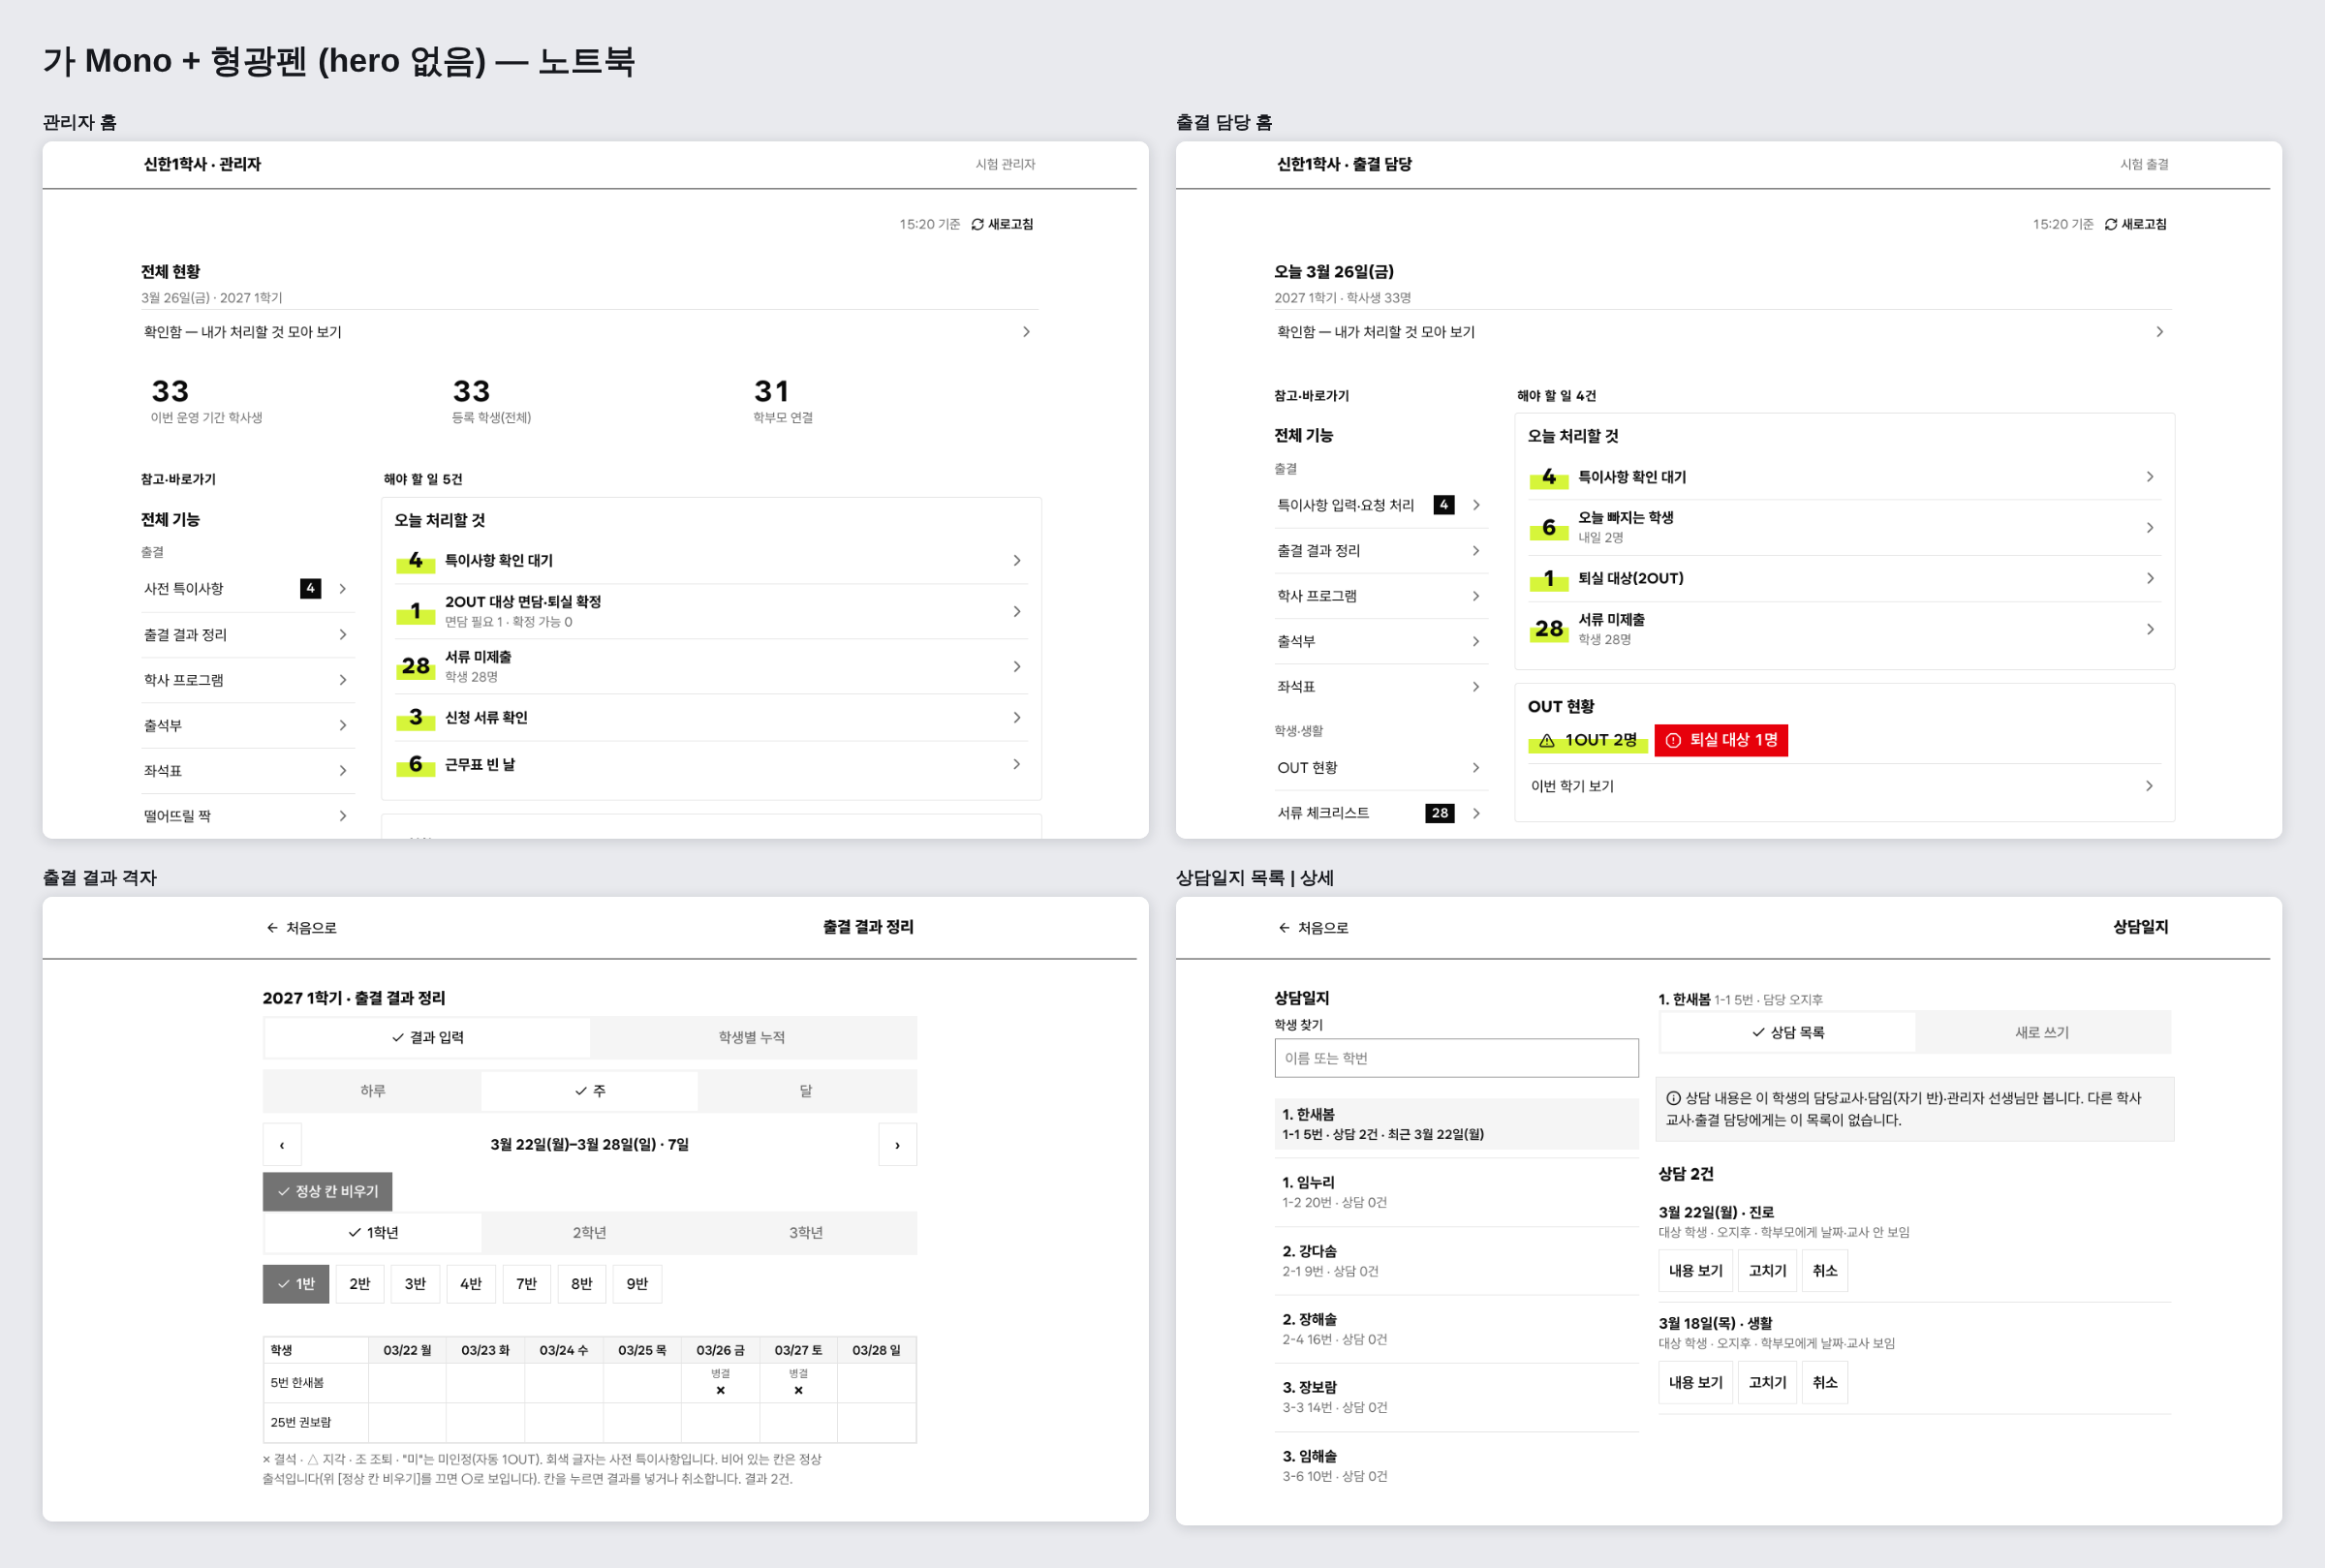 가 Mono + 형광펜 (hero 없음) — 노트북
관리자 홈
신한1학사 · 관리자
시험 관리자
15:20 기준 새로고침
전체 현황
3월 26일(금) · 2027 1학기
확인함 — 내가 처리할 것 모아 보기
33
이번 운영 기간 학사생
33
등록 학생(전체)
31
학부모 연결
참고·바로가기
전체 기능
출결
사전 특이사항 4
출결 결과 정리
학사 프로그램
출석부
좌석표
떨어뜨릴 짝
해야 할 일 5건
오늘 처리할 것
4 특이사항 확인 대기
1 2OUT 대상 면담·퇴실 확정
면담 필요 1 · 확정 가능 0
28 서류 미제출
학생 28명
3 신청 서류 확인
6 근무표 빈 날
출결 담당 홈
신한1학사 · 출결 담당
시험 출결
15:20 기준 새로고침
오늘 3월 26일(금)
2027 1학기 · 학사생 33명
확인함 — 내가 처리할 것 모아 보기
참고·바로가기
전체 기능
출결
특이사항 입력·요청 처리 4
출결 결과 정리
학사 프로그램
출석부
좌석표
학생·생활
OUT 현황
서류 체크리스트 28
해야 할 일 4건
오늘 처리할 것
4 특이사항 확인 대기
6 오늘 빠지는 학생
내일 2명
1 퇴실 대상(2OUT)
28 서류 미제출
학생 28명
OUT 현황
1OUT 2명 퇴실 대상 1명
이번 학기 보기
출결 결과 격자
← 처음으로
출결 결과 정리
2027 1학기 · 출결 결과 정리
✓ 결과 입력 학생별 누적
하루 ✓ 주 달
‹ 3월 22일(월)–3월 28일(일) · 7일 ›
✓ 정상 칸 비우기
✓ 1학년 2학년 3학년
✓ 1반 2반 3반 4반 7반 8반 9반
학생 03/22 월 03/23 화 03/24 수 03/25 목 03/26 금 03/27 토 03/28 일
5번 한새봄 병결 × 병결 ×
25번 권보람
× 결석 · △ 지각 · 조 조퇴 · "미"는 미인정(자동 1OUT). 회색 글자는 사전 특이사항입니다. 비어 있는 칸은 정상
출석입니다(위 [정상 칸 비우기]를 끄면 ○로 보입니다). 칸을 누르면 결과를 넣거나 취소합니다. 결과 2건.
상담일지 목록 | 상세
← 처음으로
상담일지
상담일지
학생 찾기
이름 또는 학번
1. 한새봄
1-1 5번 · 상담 2건 · 최근 3월 22일(월)
1. 임누리
1-2 20번 · 상담 0건
2. 강다솜
2-1 9번 · 상담 0건
2. 장해솔
2-4 16번 · 상담 0건
3. 장보람
3-3 14번 · 상담 0건
3. 임해솔
3-6 10번 · 상담 0건
1. 한새봄 1-1 5번 · 담당 오지후
✓ 상담 목록 새로 쓰기
상담 내용은 이 학생의 담당교사·담임(자기 반)·관리자 선생님만 봅니다. 다른 학사
교사·출결 담당에게는 이 목록이 없습니다.
상담 2건
3월 22일(월) · 진로
대상 학생 · 오지후 · 학부모에게 날짜·교사 안 보임
내용 보기 고치기 취소
3월 18일(목) · 생활
대상 학생 · 오지후 · 학부모에게 날짜·교사 보임
내용 보기 고치기 취소